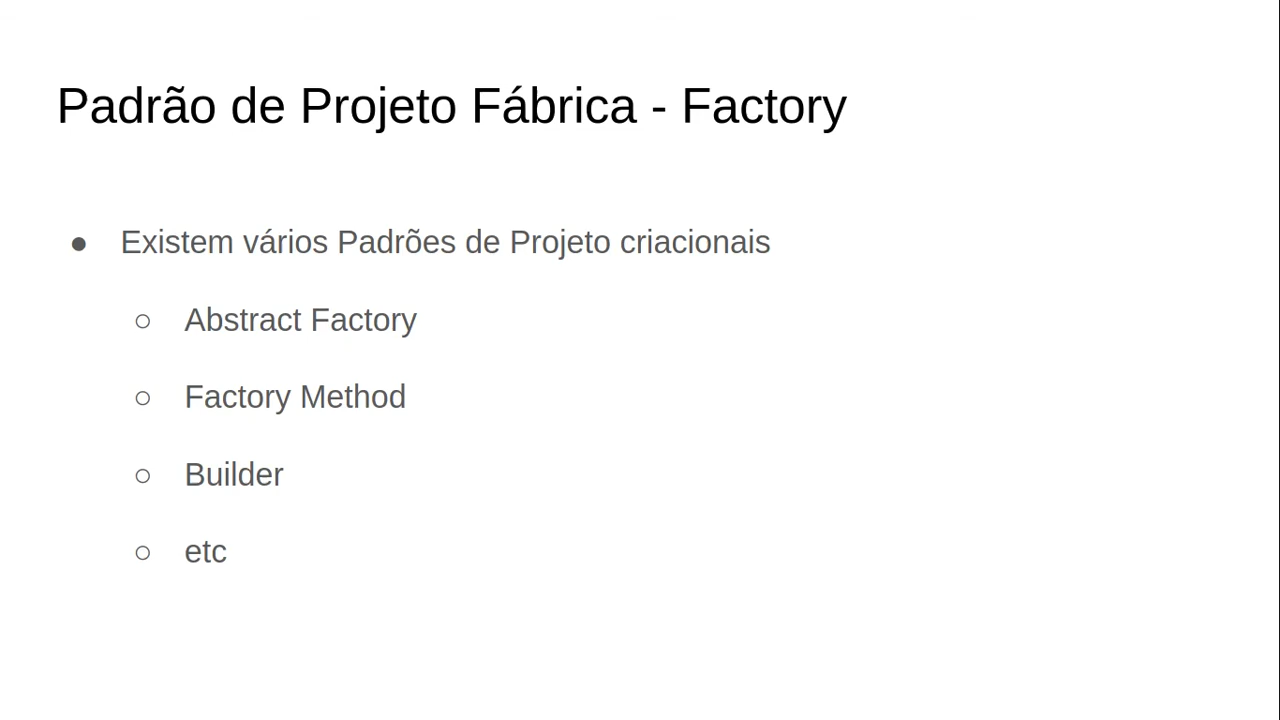 Padrão de Projeto Fábrica - Factory
● Existem vários Padrões de Projeto criacionais
○ Abstract Factory
○ Factory Method
○ Builder
○ etc